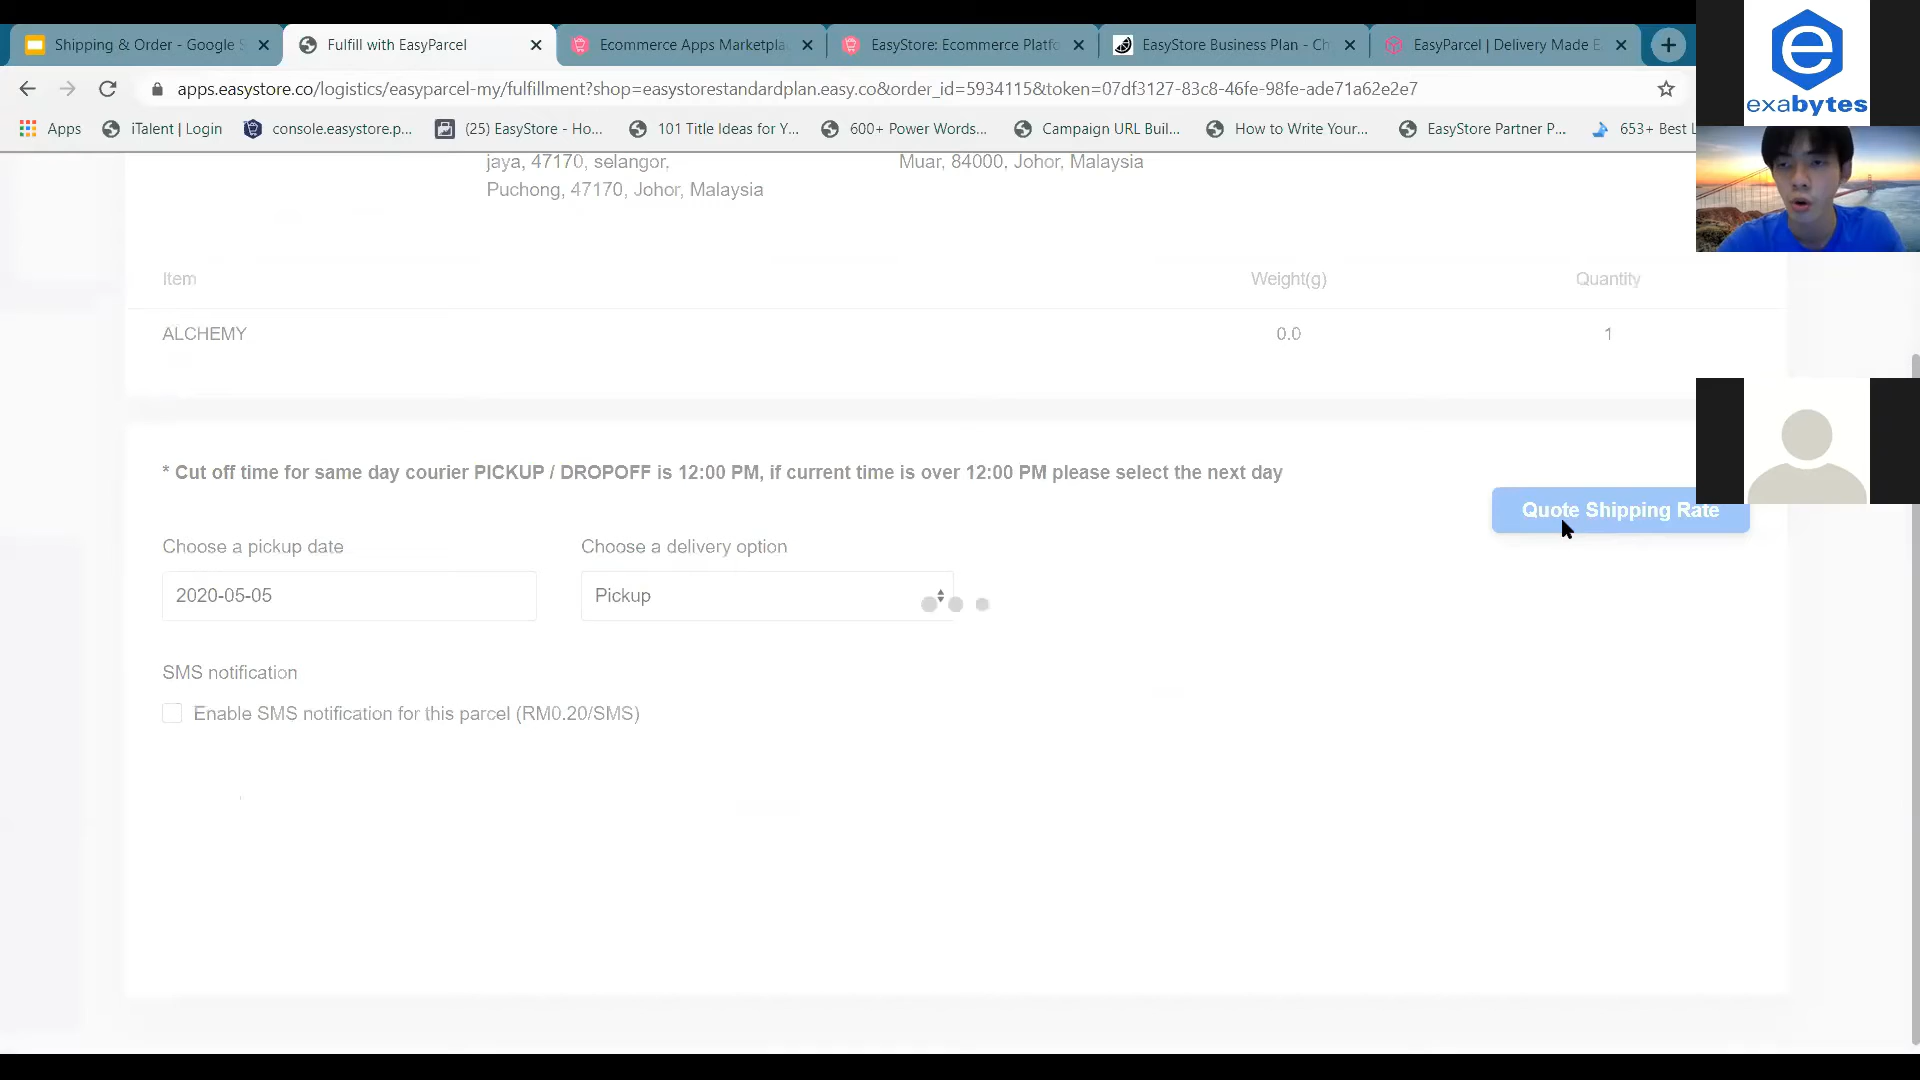 Shipping & Order - Google S
Fulfill with EasyParcel
Ecommerce Apps Marketpla
EasyStore: Ecommerce Platfo
EasyStore Business Plan - Ch
EasyParcel | Delivery Made E
apps.easystore.co/logistics/easyparcel-my/fulfillment?shop=easystorestandardplan.easy.co&order_id=5934115&token=07df3127-83c8-46fe-98fe-ade71a62e2e7
exabytes
Apps
iTalent | Login
console.easystore.p...
(25) EasyStore - Ho...
101 Title Ideas for Y...
600+ Power Words...
Campaign URL Buil...
How to Write Your...
EasyStore Partner P...
653+ Best L
jaya, 47170, selangor,
Puchong, 47170, Johor, Malaysia
Muar, 84000, Johor, Malaysia
Item Weight(g) Quantity
ALCHEMY 0.0 1
* Cut off time for same day courier PICKUP / DROPOFF is 12:00 PM, if current time is over 12:00 PM please select the next day
Quote Shipping Rate
Choose a pickup date
Choose a delivery option
2020-05-05
Pickup
SMS notification
Enable SMS notification for this parcel (RM0.20/SMS)